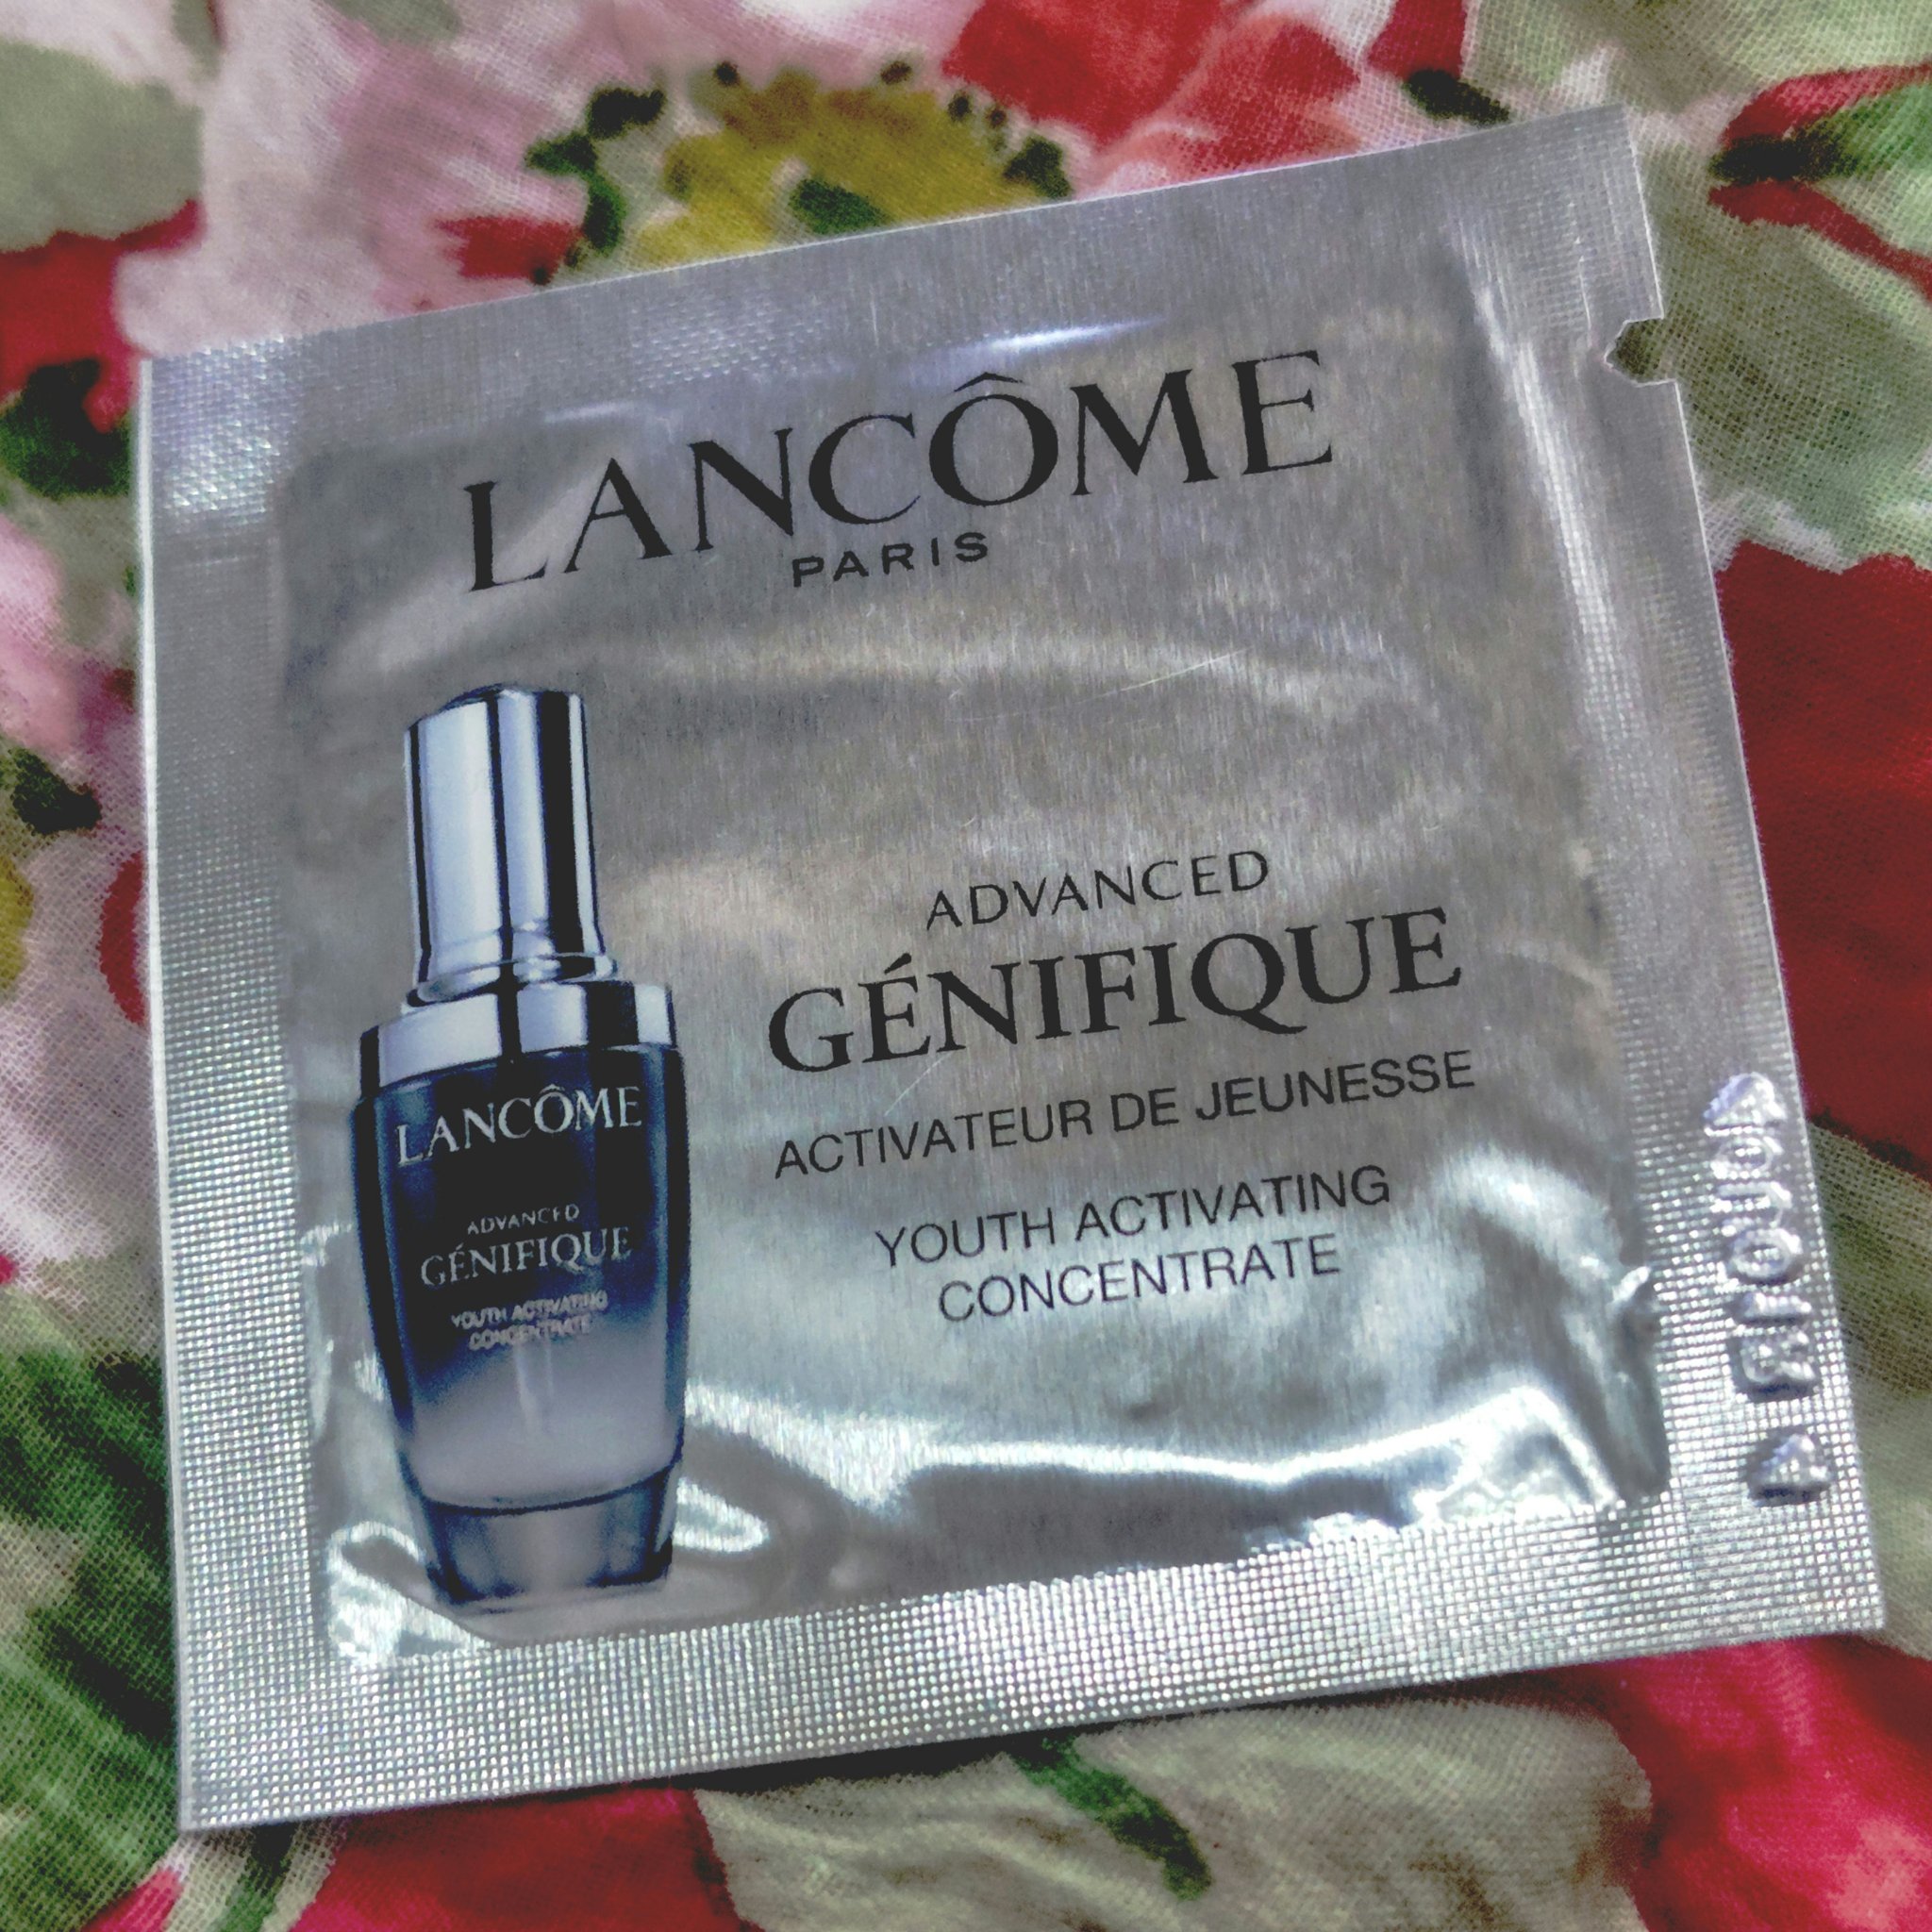 LANCÔME
PARIS
ADVANCED
GÉNIFIQUE
ACTIVATEUR DE JEUNESSE
YOUTH ACTIVATING
CONCENTRATE
LANCÔME
ADVANCED
GÉNIFIQUE
YOUTH ACTIVATING
CONCENTRATE